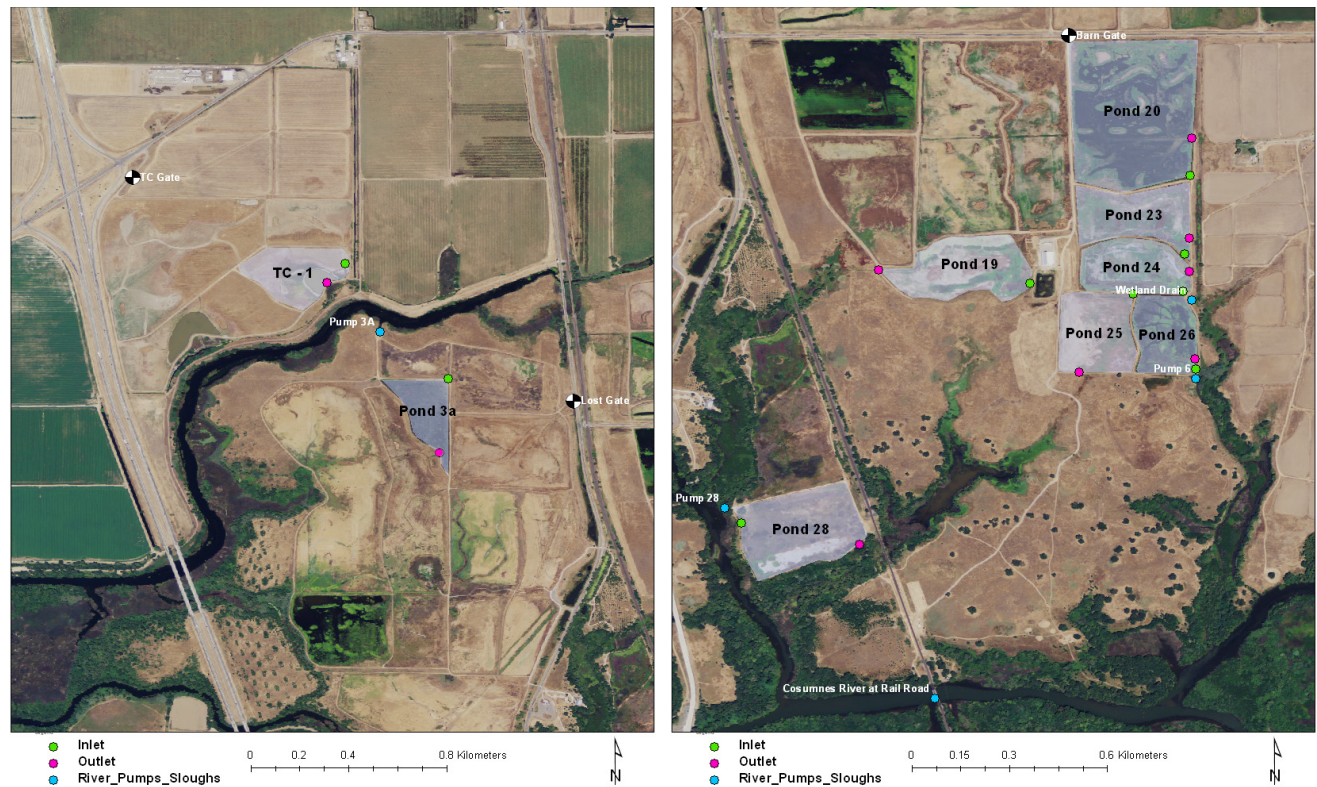 TC Gate
TC - 1
Pump 3A
Pond 3a
Lost Gate
Inlet
Outlet
River_Pumps_Sloughs
0 0.2 0.4 0.8 Kilometers
N
Barn Gate
Pond 20
Pond 23
Pond 19
Pond 24
Wetland Drain
Pond 25
Pond 26
Pump 6
Pump 28
Pond 28
Cosumnes River at Rail Road
Inlet
Outlet
River_Pumps_Sloughs
0 0.15 0.3 0.6 Kilometers
N